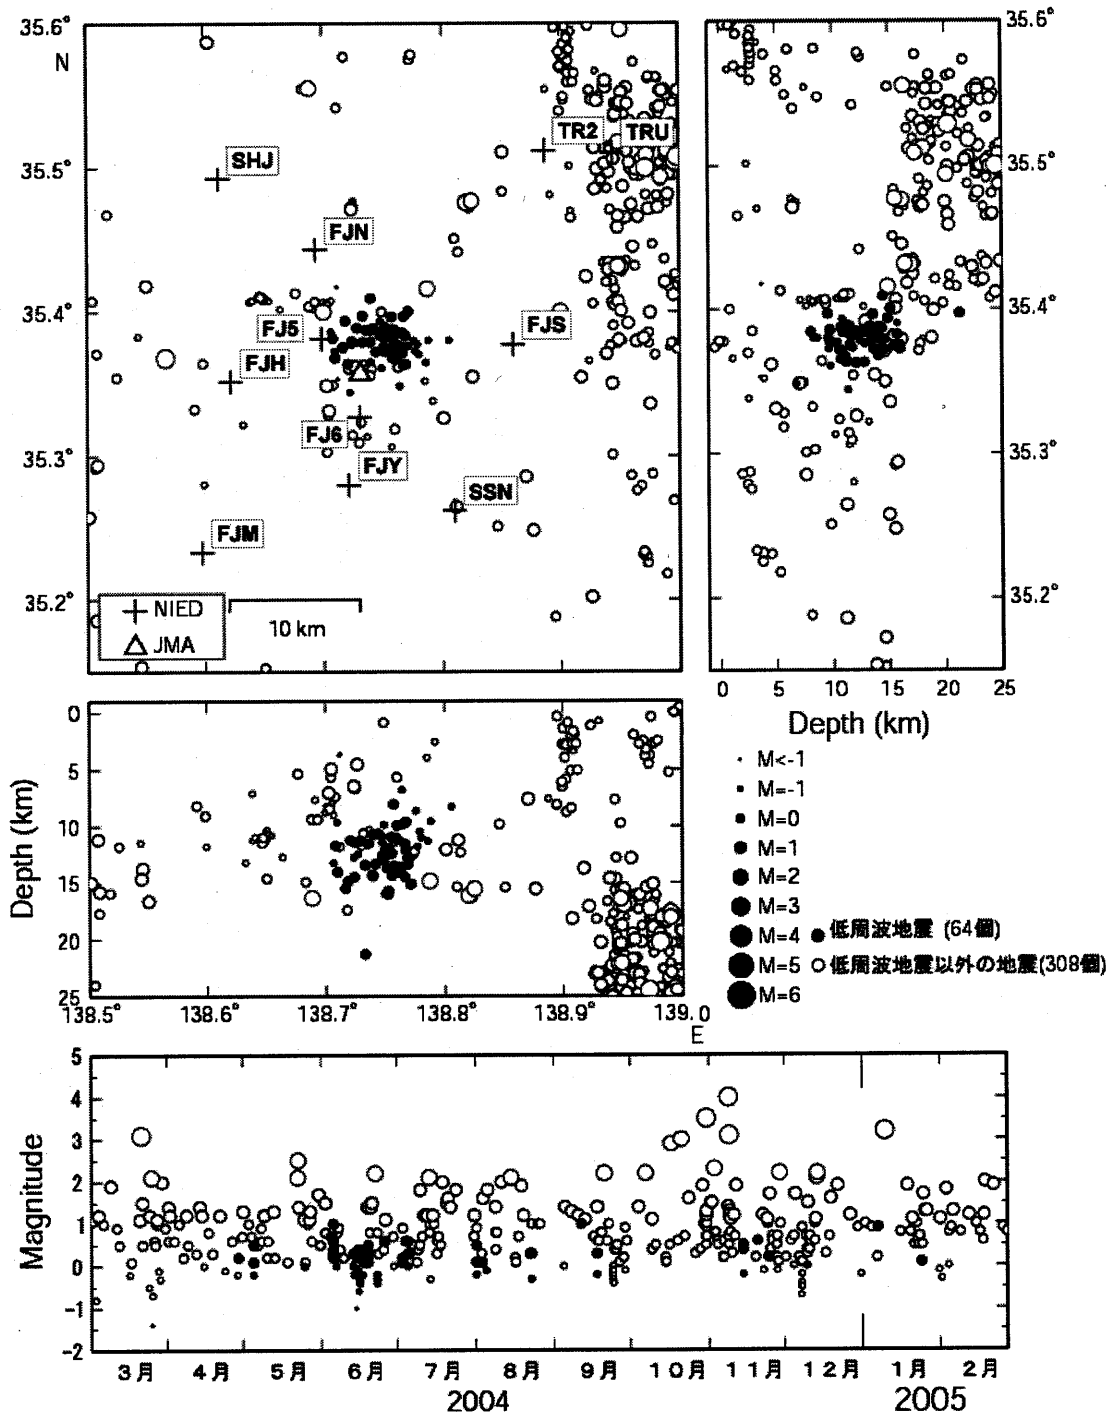 35.6°
N
TR2
TRU
SHJ
35.5°
FJN
35.4°
FJ5
FJS
FJH
FJ6
35.3°
FJY
SSN
FJM
35.2°
NIED
JMA
10 km
35.6°
35.5°
35.4°
35.3°
35.2°
0 5 10 15 20 25
Depth (km)
Depth (km)
0
5
10
15
20
25
138.5° 138.6° 138.7° 138.8° 138.9° 139.0
E
M<-1
M=-1
M=0
M=1
M=2
M=3
M=4
M=5
M=6
低周波地震 (64個)
低周波地震以外の地震(308個)
Magnitude
5
4
3
2
1
0
-1
-2
3月 4月 5月 6月 7月 8月 9月 10月 11月 12月 1月 2月
2004 2005